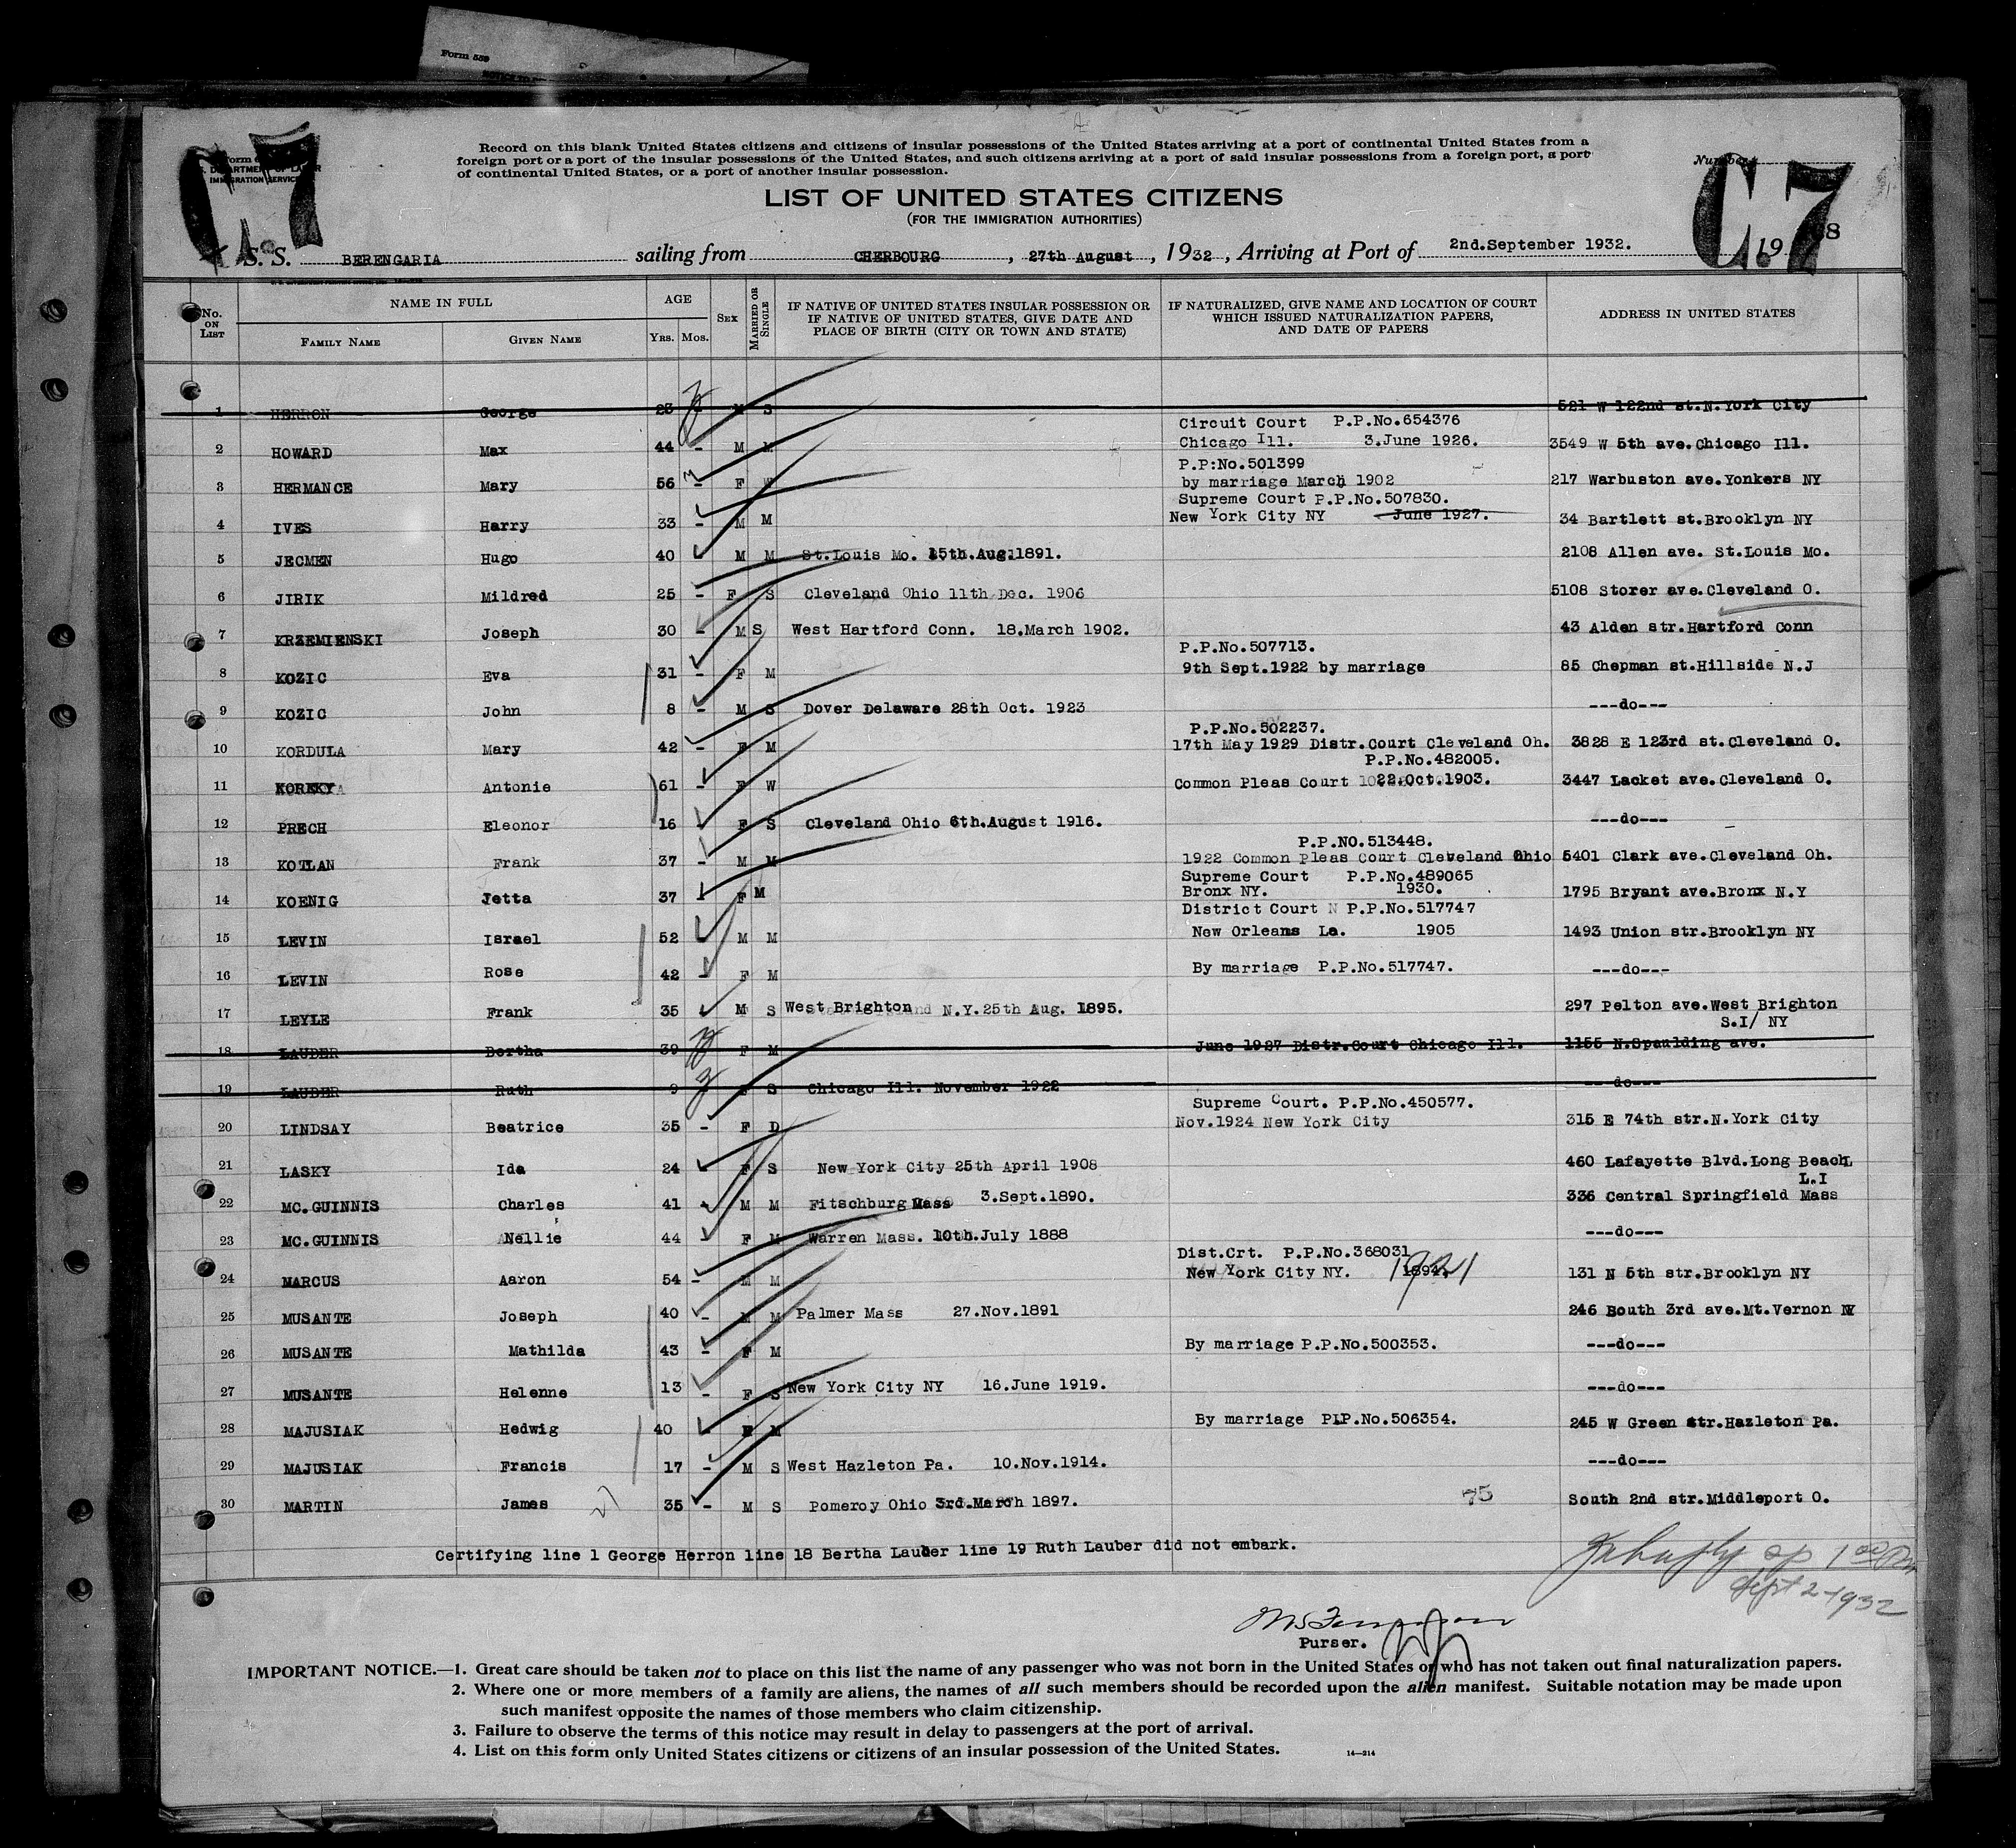 Form 559
Record on this blank United States citizens and citizens of insular possessions of the United States arriving at a port of continental United States from a
foreign port or a port of the insular possessions of the United States, and such citizens arriving at a port of said insular possessions from a foreign port, a port
of continental United States, or a port of another insular possession.
C7
IMMIGRATION SERVICE
Number
C.7
LIST OF UNITED STATES CITIZENS
(FOR THE IMMIGRATION AUTHORITIES)
S. S. BERENGARIA sailing from CHERBOURG, 27th August, 1932, Arriving at Port of 2nd.September 1932. 19 8
No. ON LIST NAME IN FULL FAMILY NAME GIVEN NAME AGE YRS. MOS. SEX MARRIED OR SINGLE IF NATIVE OF UNITED STATES INSULAR POSSESSION OR IF NATIVE OF UNITED STATES, GIVE DATE AND PLACE OF BIRTH (CITY OR TOWN AND STATE) IF NATURALIZED, GIVE NAME AND LOCATION OF COURT WHICH ISSUED NATURALIZATION PAPERS, AND DATE OF PAPERS ADDRESS IN UNITED STATES
1 HERRON George 23 - M S 521 W 122nd st.N.York City
Circuit Court P.P.No.654376
2 HOWARD Max 44 - M M Chicago Ill. 3.June 1926. 3549 W 5th ave.Chicago Ill.
P.P:No.501399
3 HERMANCE Mary 56 - F W by marriage March 1902 217 Warbuston ave.Yonkers NY
Supreme Court P.P.No.507830.
4 IVES Harry 33 - M M New York City NY June 1927. 34 Bartlett st.Brooklyn NY
5 JECMEN Hugo 40 - M M St.Louis Mo. 15th.Aug.1891. 2108 Allen ave. St.Louis Mo.
6 JIRIK Mildred 25 - F S Cleveland Ohio 11th Dec. 1906 5108 Storer ave.Cleveland O.
7 KRZEMIENSKI Joseph 30 - M S West Hartford Conn. 18.March 1902. 43 Alden str.Hartford Conn
P.P.No.507713.
8 KOZIC Eva 31 - F M 9th Sept.1922 by marriage 85 Chepman st.Hillside N.J
9 KOZIC John 8 - M S Dover Delaware 28th Oct. 1923 ---do---
P.P.No.502237.
10 KORDULA Mary 42 - F M 17th May 1929 Distr.Court Cleveland Oh. 3828 E 123rd st.Cleveland O.
P.P.No.482005.
11 Antonie 61 - F W Common Pleas Court 22.Oct.1903. 3447 Lacket ave.Cleveland O.
12 PRECH Eleonor 16 F S Cleveland Ohio 6th.August 1916. ---do---
P.P.NO.513448.
13 KOTLAN Frank 37 - M M 1922 Common Pleas Court Cleveland Ohio 5401 Clark ave.Cleveland Oh.
Supreme Court P.P.No.489065
14 KOENIG Jetta 37 - F M Bronx NY. 1930. 1795 Bryant ave.Bronx N.Y
District Court N P.P.No.517747
15 LEVIN Israel 52 M M New Orleans La. 1905 1493 Union str.Brooklyn NY
16 LEVIN Rose 42 - F M By marriage P.P.No.517747. ---do---
17 LEYLE Frank 35 - M S West Brighton N.Y.25th Aug. 1895. 297 Pelton ave.West Brighton
S.I/ NY
18 LAUDER Bertha 39 F M June 1927 Distr.Court Chicago Ill. 1155 N.Spaulding ave.
19 LAUDER Ruth 9 F S Chicago Ill. November 1922 ---do---
Supreme Court. P.P.No.450577.
20 LINDSAY Beatrice 35 - F D Nov.1924 New York City 315 E 74th str.N.York City
21 LASKY Ida 24 - F S New York City 25th April 1908 460 Lafayette Blvd.Long Beach
L.I
22 MC.GUINNIS Charles 41 - M M Fitschburg Mass 3.Sept.1890. 336 Central Springfield Mass
23 MC.GUINNIS Nellie 44 - F M Warren Mass. 10th.July 1888 ---do---
Dist.Crt. P.P.No.368031
24 MARCUS Aaron 54 - M M New York City NY. 1894. 1921 131 N 5th str.Brooklyn NY
25 MUSANTE Joseph 40 - M M Palmer Mass 27.Nov.1891 246 South 3rd ave.Mt.Vernon NY
26 MUSANTE Mathilda 43 - F M By marriage P.P.No.500353. ---do---
27 MUSANTE Helenne 13 - F S New York City NY 16.June 1919. ---do---
28 MAJUSIAK Hedwig 40 - F M By marriage P.P.No.506354. 245 W Green str.Hazleton Pa.
29 MAJUSIAK Francis 17 - M S West Hazleton Pa. 10.Nov.1914. ---do---
30 MARTIN James 27 35 - M S Pomeroy Ohio 3rd.March 1897. 75 South 2nd str.Middleport O.
Certifying line 1 George Herron line 18 Bertha Lauber line 19 Ruth Lauber did not embark.
1 00 Pm
Sept 2-1932
Purser.
IMPORTANT NOTICE.—1. Great care should be taken not to place on this list the name of any passenger who was not born in the United States or who has not taken out final naturalization papers.
2. Where one or more members of a family are aliens, the names of all such members should be recorded upon the alien manifest. Suitable notation may be made upon
such manifest opposite the names of those members who claim citizenship.
3. Failure to observe the terms of this notice may result in delay to passengers at the port of arrival.
4. List on this form only United States citizens or citizens of an insular possession of the United States.
14—214